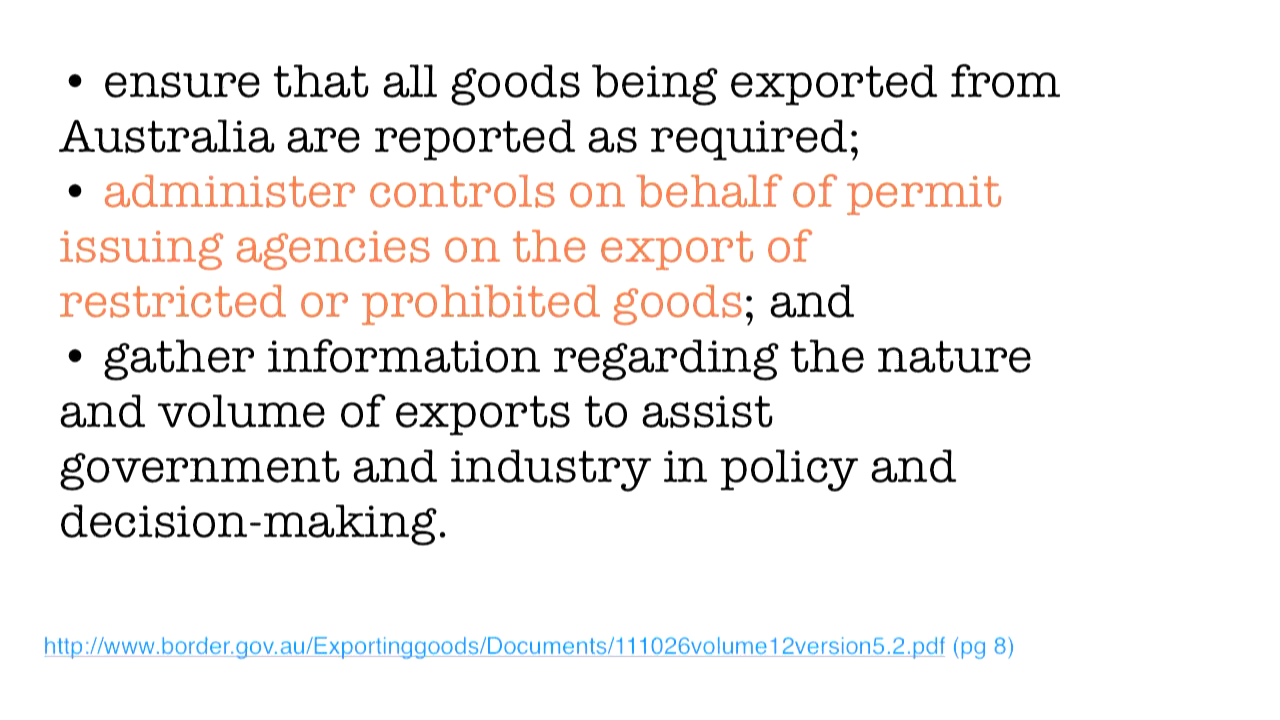 • ensure that all goods being exported from
Australia are reported as required;
• administer controls on behalf of permit
issuing agencies on the export of
restricted or prohibited goods; and
• gather information regarding the nature
and volume of exports to assist
government and industry in policy and
decision-making.
http://www.border.gov.au/Exportinggoods/Documents/111026volume12version5.2.pdf (pg 8)